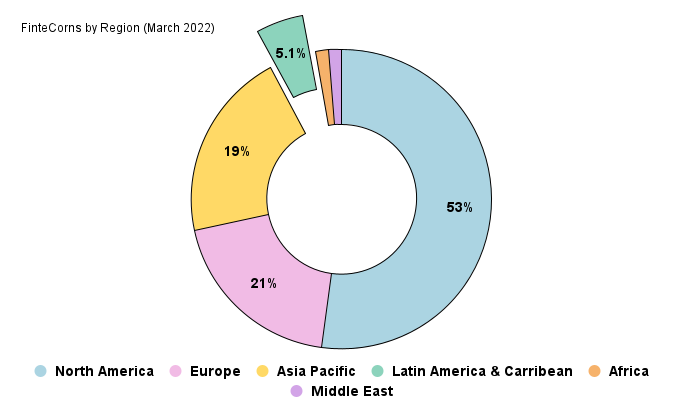 FinteCorns by Region (March 2022)
5.1%
19%
53%
21%
North America
Europe
Asia Pacific
Latin America & Carribean
Africa
Middle East